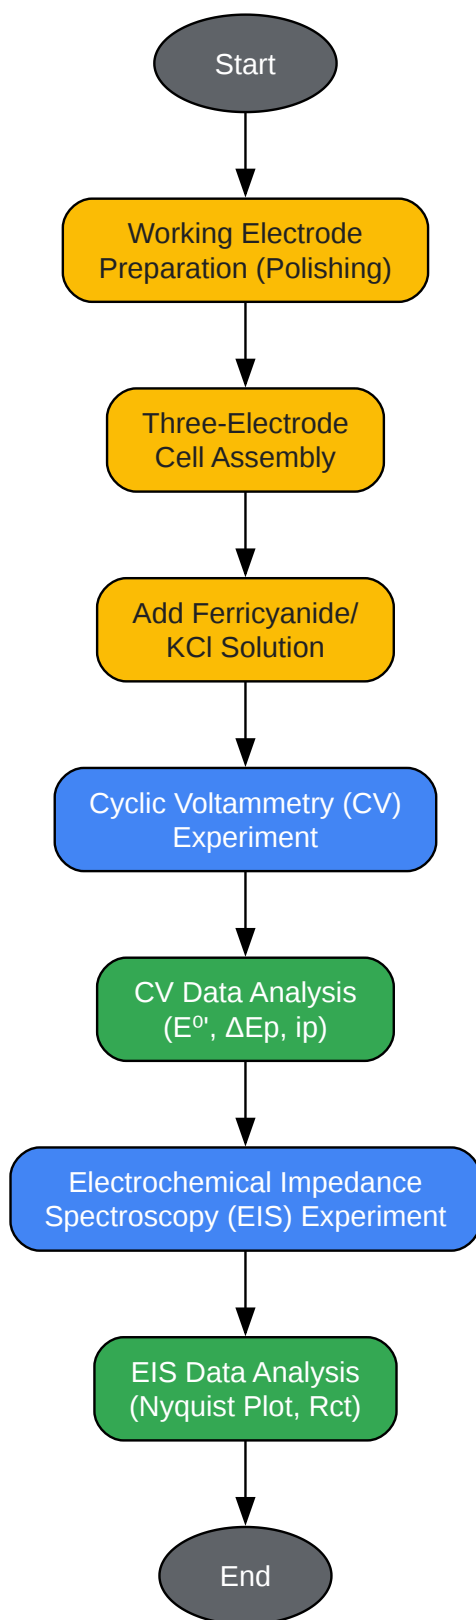 Start
Working Electrode
Preparation (Polishing)
Three-Electrode
Cell Assembly
Add Ferricyanide/
KCl Solution
Cyclic Voltammetry (CV)
Experiment
CV Data Analysis
(E⁰', ΔEp, ip)
Electrochemical Impedance
Spectroscopy (EIS) Experiment
EIS Data Analysis
(Nyquist Plot, Rct)
End